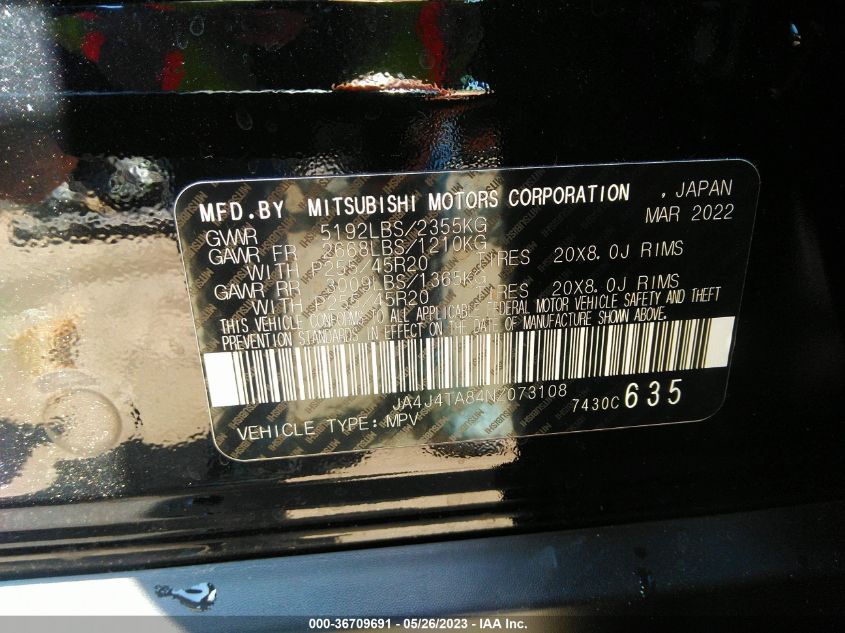 MFD.BY MITSUBISHI MOTORS CORPORATION , JAPAN
MAR 2022
GVWR 5192LBS/2355KG
GAWR FR 2668LBS/1210KG
WITH P255/45R20 TIRES 20X8.0J RIMS
GAWR RR 3009LBS/1365KG
WITH P255/45R20 TIRES 20X8.0J RIMS
THIS VEHICLE CONFORMS TO ALL APPLICABLE FEDERAL MOTOR VEHICLE SAFETY AND THEFT
PREVENTION STANDARDS IN EFFECT ON THE DATE OF MANUFACTURE SHOWN ABOVE.
JA4J4TA84NZ073108
7430C 635
VEHICLE TYPE: MPV
000-36709691 - 05/26/2023 - IAA Inc.